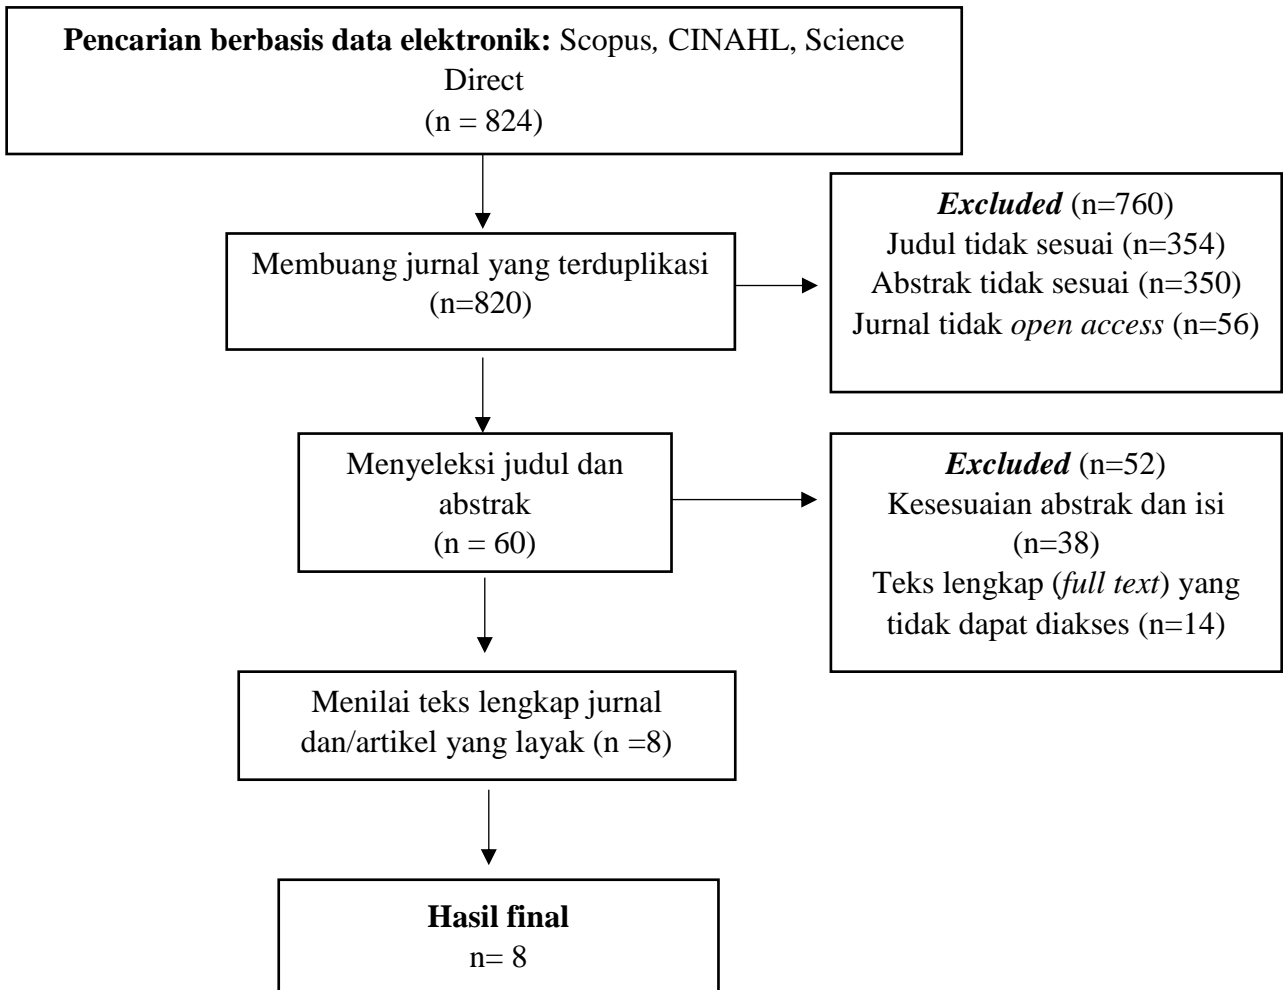 Pencarian berbasis data elektronik: Scopus, CINAHL, Science
Direct
(n = 824)
Membuang jurnal yang terduplikasi
(n=820)
Excluded (n=760)
Judul tidak sesuai (n=354)
Abstrak tidak sesuai (n=350)
Jurnal tidak open access (n=56)
Menyeleksi judul dan
abstrak
(n = 60)
Excluded (n=52)
Kesesuaian abstrak dan isi
(n=38)
Teks lengkap (full text) yang
tidak dapat diakses (n=14)
Menilai teks lengkap jurnal
dan/artikel yang layak (n =8)
Hasil final
n= 8